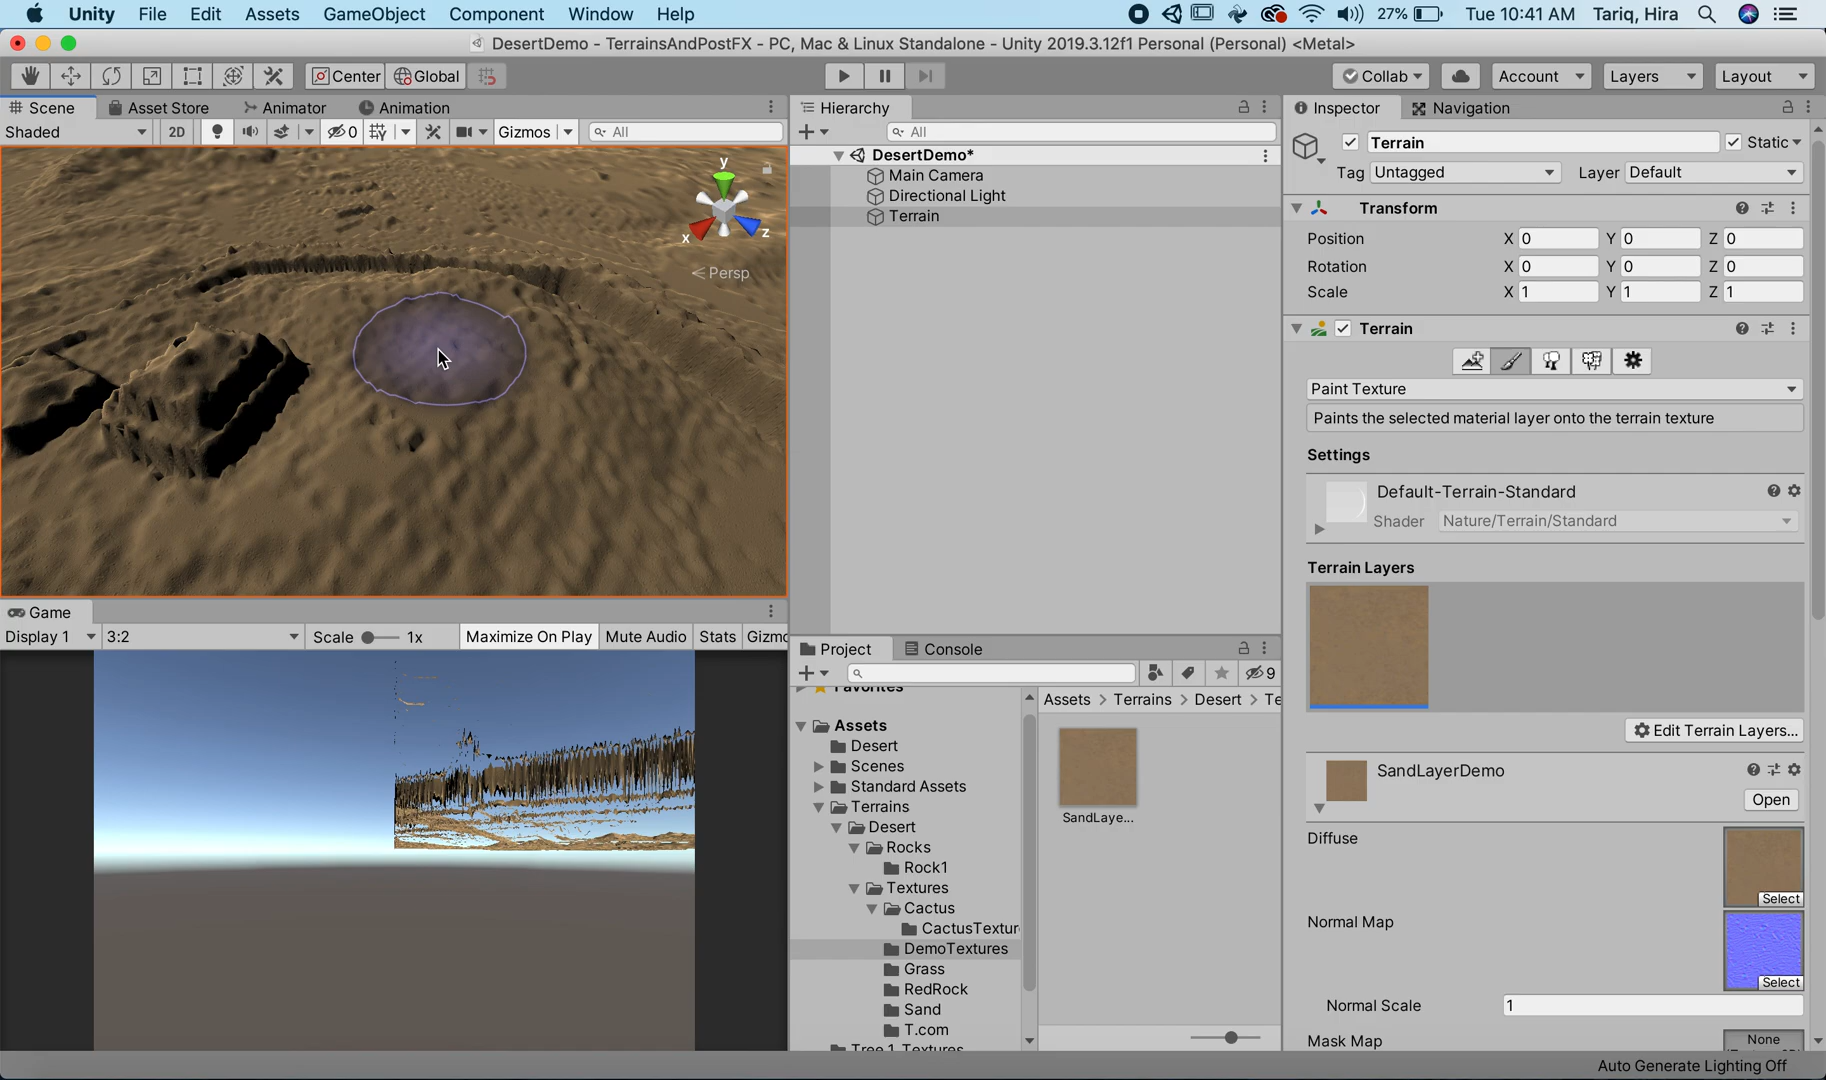 Unity File Edit Assets GameObject Component Window Help 27% Tue 10:41 AM Tariq, Hira
DesertDemo - TerrainsAndPostFX - PC, Mac & Linux Standalone - Unity 2019.3.12f1 Personal (Personal) <Metal>
Center Global Collab Account Layers Layout
Scene Asset Store Animator Animation
Shaded 2D 0 Gizmos All
y
x
z
Persp
Game
Display 1 3:2 Scale 1x Maximize On Play Mute Audio Stats Gizmo
Hierarchy
All
DesertDemo*
Main Camera
Directional Light
Terrain
Project Console
9
Favorites
Assets
Desert
Scenes
Standard Assets
Terrains
Desert
Rocks
Rock1
Textures
Cactus
CactusTextur
DemoTextures
Grass
RedRock
Sand
T.com
Tree 1 Textures
Assets > Terrains > Desert > Te
SandLaye...
Inspector Navigation
Terrain Static
Tag Untagged Layer Default
Transform
Position X 0 Y 0 Z 0
Rotation X 0 Y 0 Z 0
Scale X 1 Y 1 Z 1
Terrain
Paint Texture
Paints the selected material layer onto the terrain texture
Settings
Default-Terrain-Standard
Shader Nature/Terrain/Standard
Terrain Layers
Edit Terrain Layers...
SandLayerDemo
Open
Diffuse
Select
Normal Map
Select
Normal Scale 1
Mask Map None
Auto Generate Lighting Off